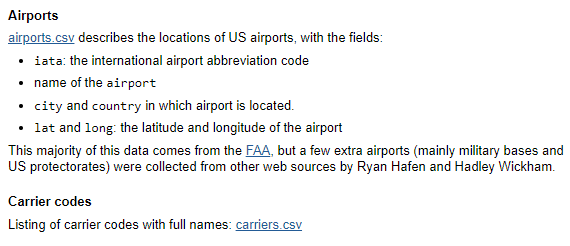 Airports
airports.csv describes the locations of US airports, with the fields:
• iata: the international airport abbreviation code
• name of the airport
• city and country in which airport is located.
• lat and long: the latitude and longitude of the airport
This majority of this data comes from the FAA, but a few extra airports (mainly military bases and
US protectorates) were collected from other web sources by Ryan Hafen and Hadley Wickham.
Carrier codes
Listing of carrier codes with full names: carriers.csv